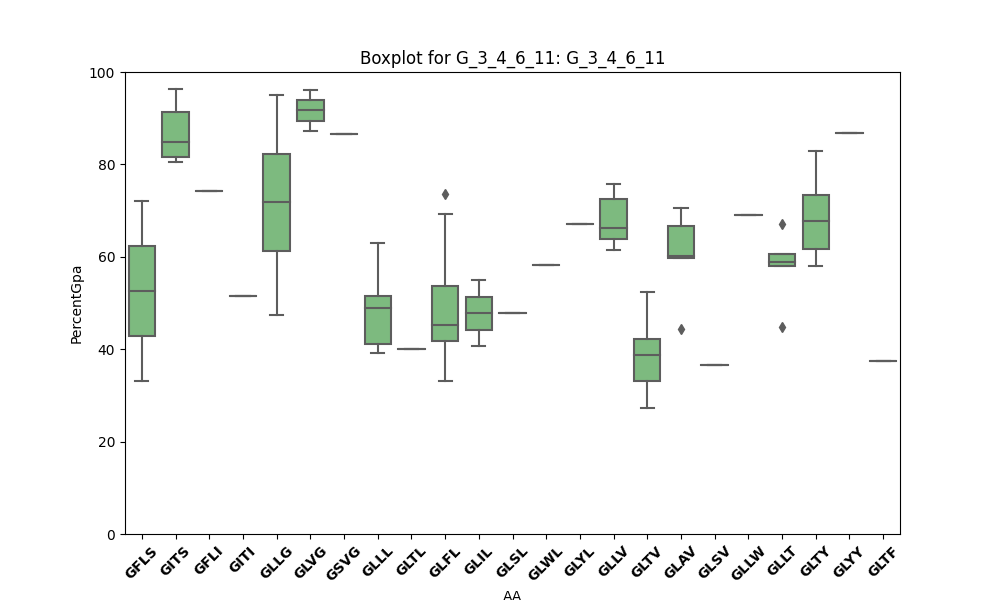 Boxplot for G_3_4_6_11: G_3_4_6_11
100
80
60
40
20
0
PercentGpa
GFLS GITS GFLI GITI GLLG GLVG GSVG GLLL GLTL GLFL GLIL GLSL GLWL GLYL GLLV GLTV GLAV GLSV GLLW GLLT GLTY GLYY GLTF
AA